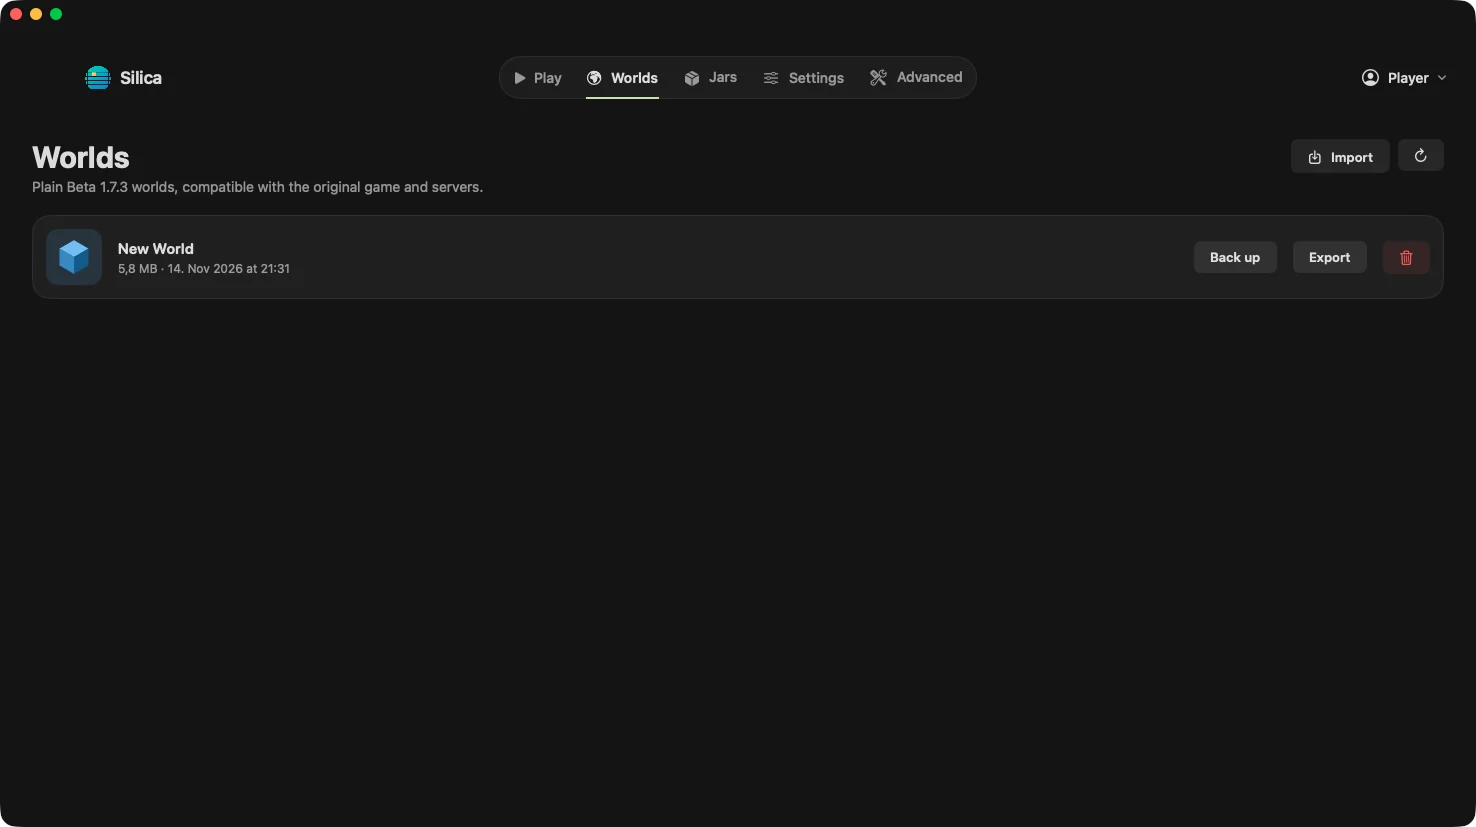 Silica
Play
Worlds
Jars
Settings
Advanced
Player
Worlds
Import
Plain Beta 1.7.3 worlds, compatible with the original game and servers.
New World
5,8 MB · 14. Nov 2026 at 21:31
Back up
Export